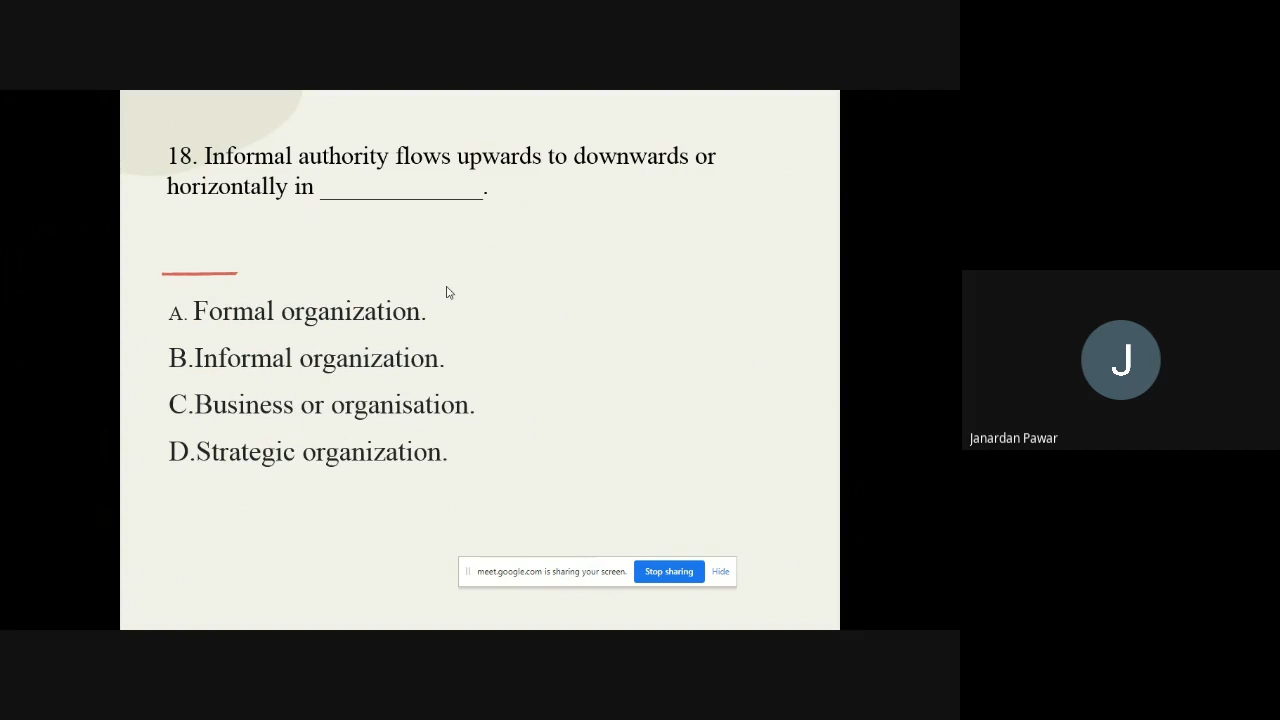 18. Informal authority flows upwards to downwards or
horizontally in _____________.
A. Formal organization.
B.Informal organization.
C.Business or organisation.
D.Strategic organization.
meet.google.com is sharing your screen. Stop sharing Hide
J
Janardan Pawar